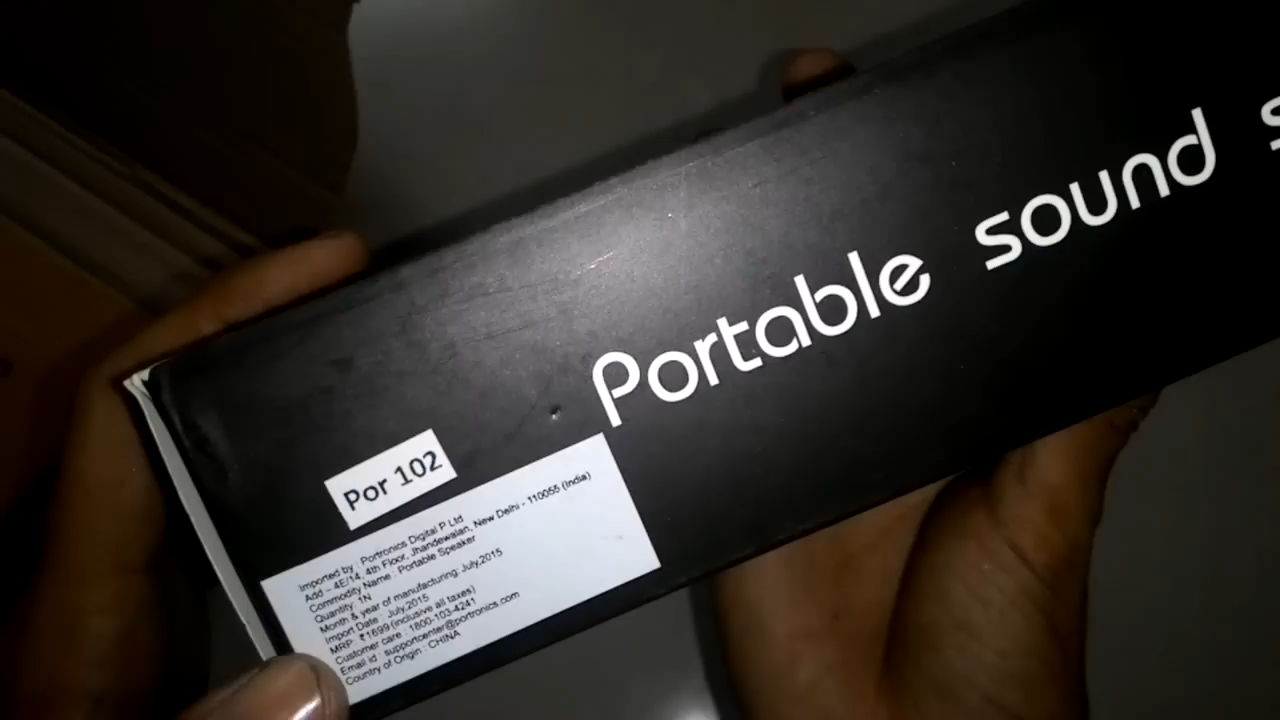 Portable sound s
Por 102
Imported by : Portronics Digital P Ltd
Add – 4E/14, 4th Floor, Jhandewalan, New Delhi - 110055 (India)
Commodity Name : Portable Speaker
Quantity: 1N
Month & year of manufacturing: July,2015
Import Date : July,2015
MRP: ₹1699 (inclusive all taxes)
Customer care : 1800-103-4241
Email id : supportcenter@portronics.com
Country of Origin : CHINA